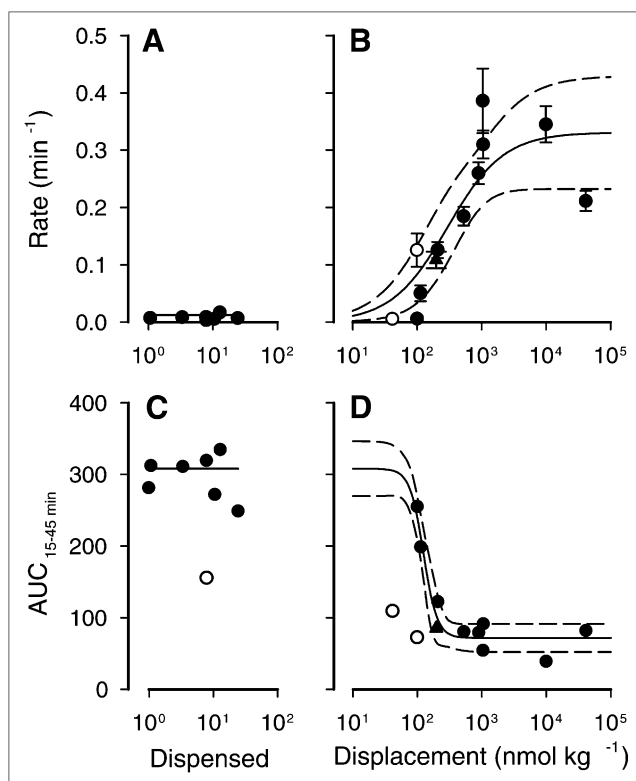 A
B
Rate (min⁻¹)
0.5
0.4
0.3
0.2
0.1
0.0
10⁰ 10¹ 10²
10¹ 10² 10³ 10⁴ 10⁵
C
D
AUC₁₅₋₄₅ ₘᵢₙ
400
300
200
100
0
10⁰ 10¹ 10²
10¹ 10² 10³ 10⁴ 10⁵
Dispensed
Displacement (nmol kg⁻¹)